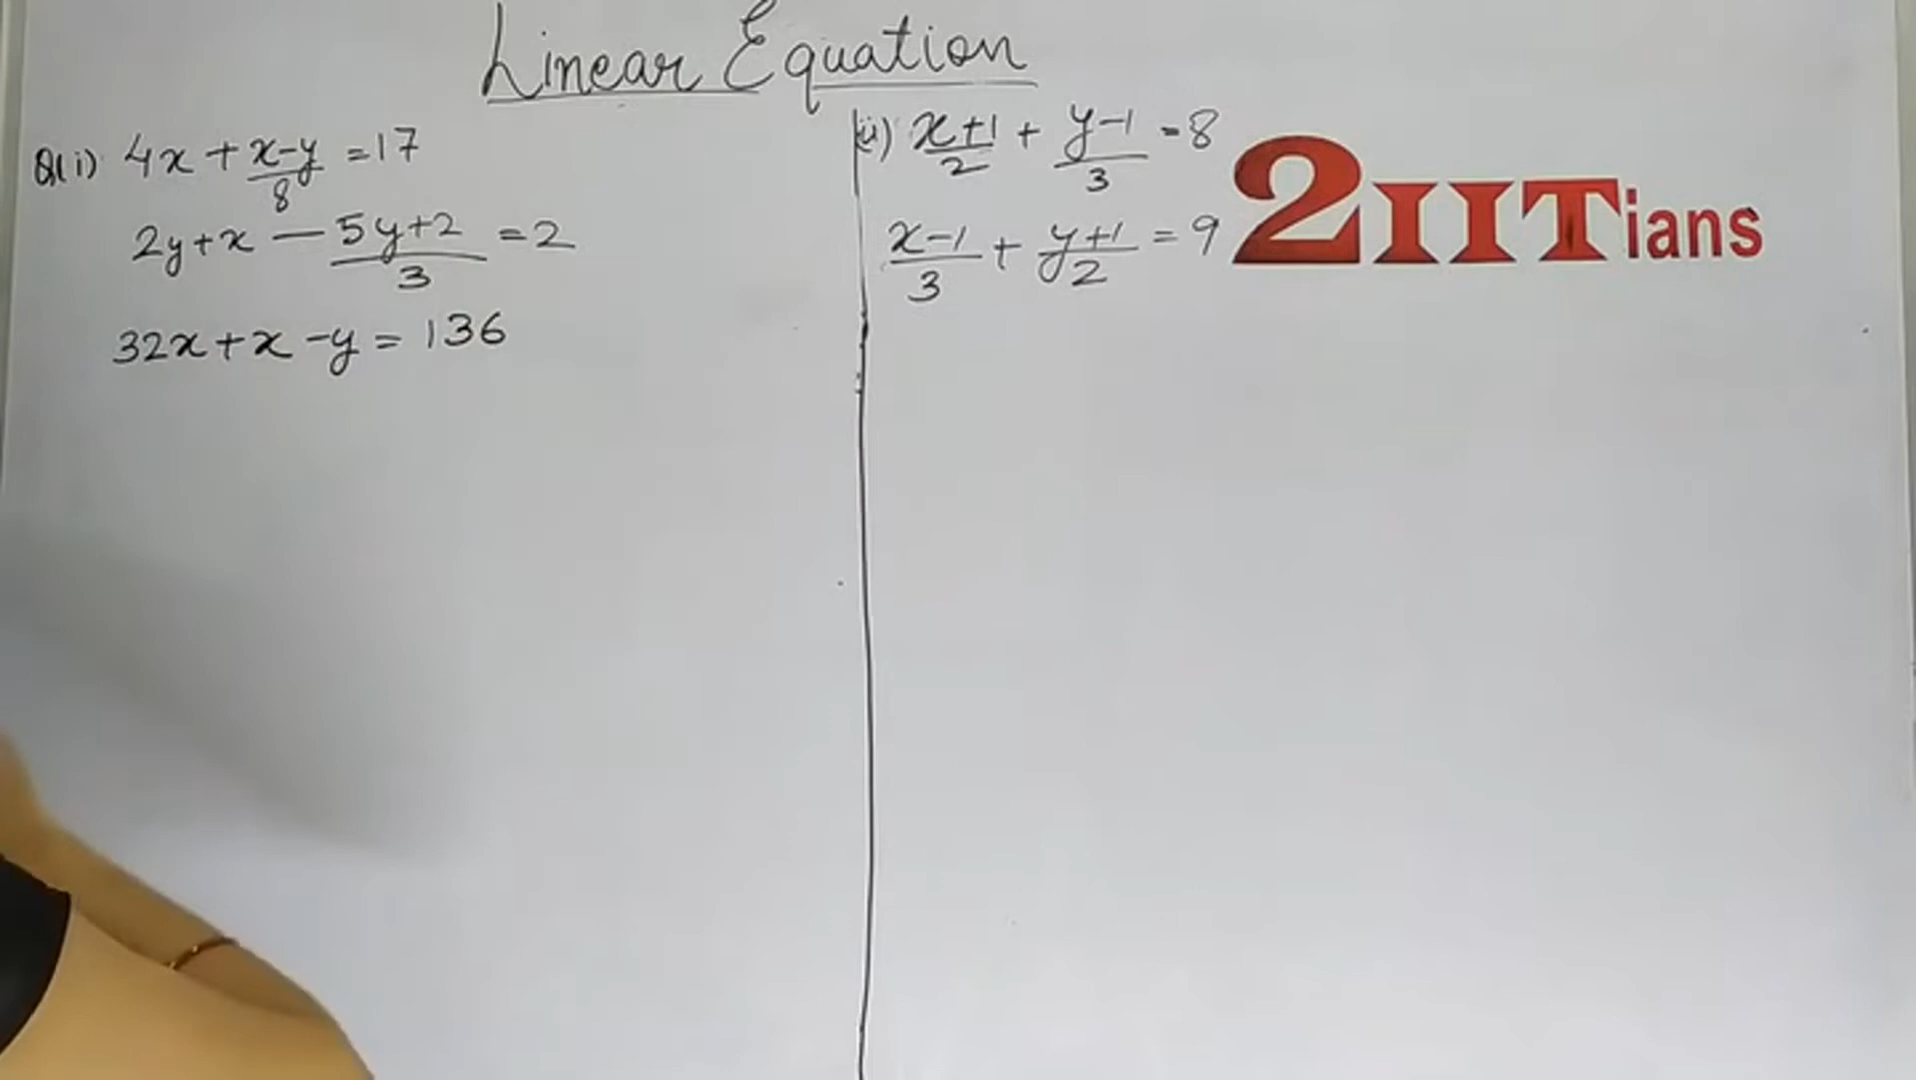 Linear Equation
Q(i) 4x + x-y/8 = 17
2y+x - 5y+2/3 = 2
32x+x-y = 136
(ii) x+1/2 + y-1/3 = 8
x-1/3 + y+1/2 = 9
2IITians